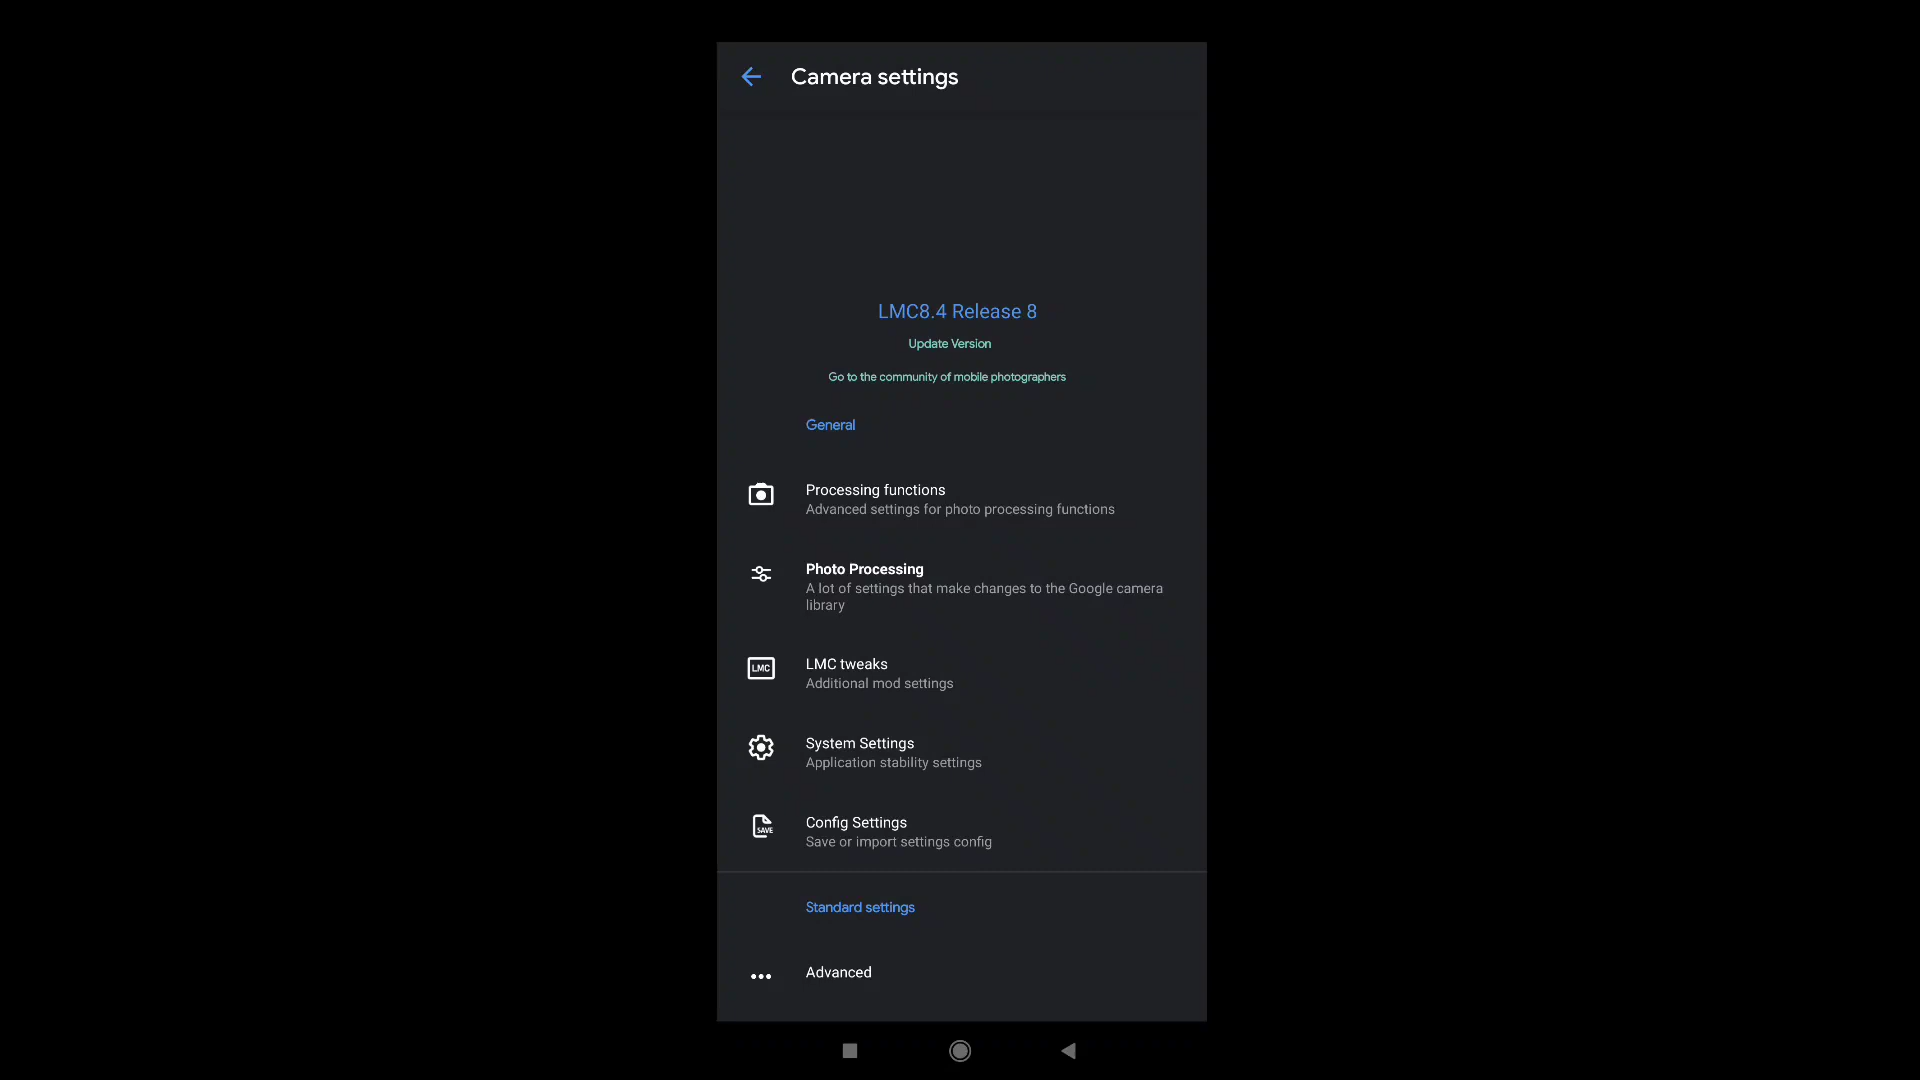 Camera settings
LMC8.4 Release 8
Update Version
Go to the community of mobile photographers
General
Processing functions
Advanced settings for photo processing functions
Photo Processing
A lot of settings that make changes to the Google camera
library
LMC
LMC tweaks
Additional mod settings
System Settings
Application stability settings
SAVE
Config Settings
Save or import settings config
Standard settings
Advanced